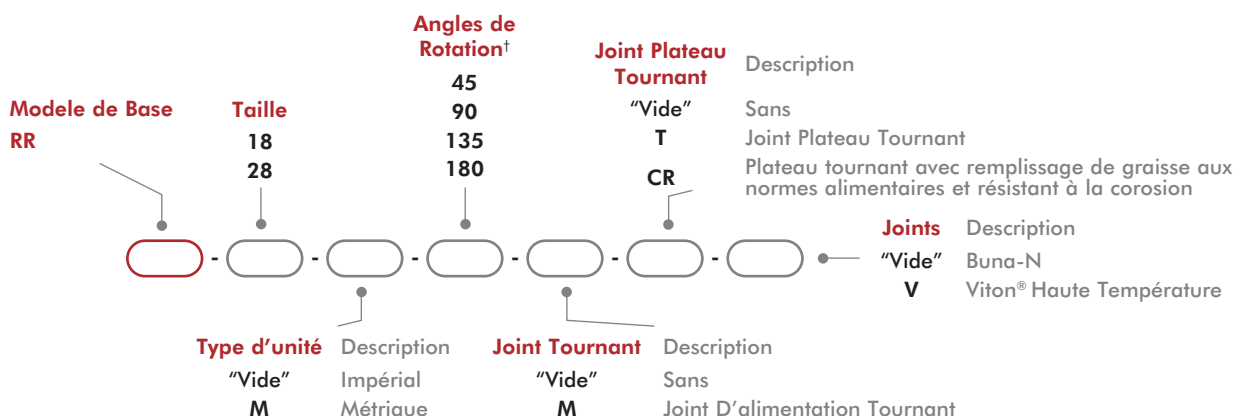 Angles de
Rotation†
45
90
135
180
Joint Plateau
Tournant
Description
"Vide" Sans
T Joint Plateau Tournant
CR Plateau tournant avec remplissage de graisse aux
normes alimentaires et résistant à la corosion
Modele de Base
RR
Taille
18
28
- - - - - -
Joints Description
"Vide" Buna-N
V Viton® Haute Température
Type d'unité Description
"Vide" Impérial
M Métrique
Joint Tournant Description
"Vide" Sans
M Joint D'alimentation Tournant